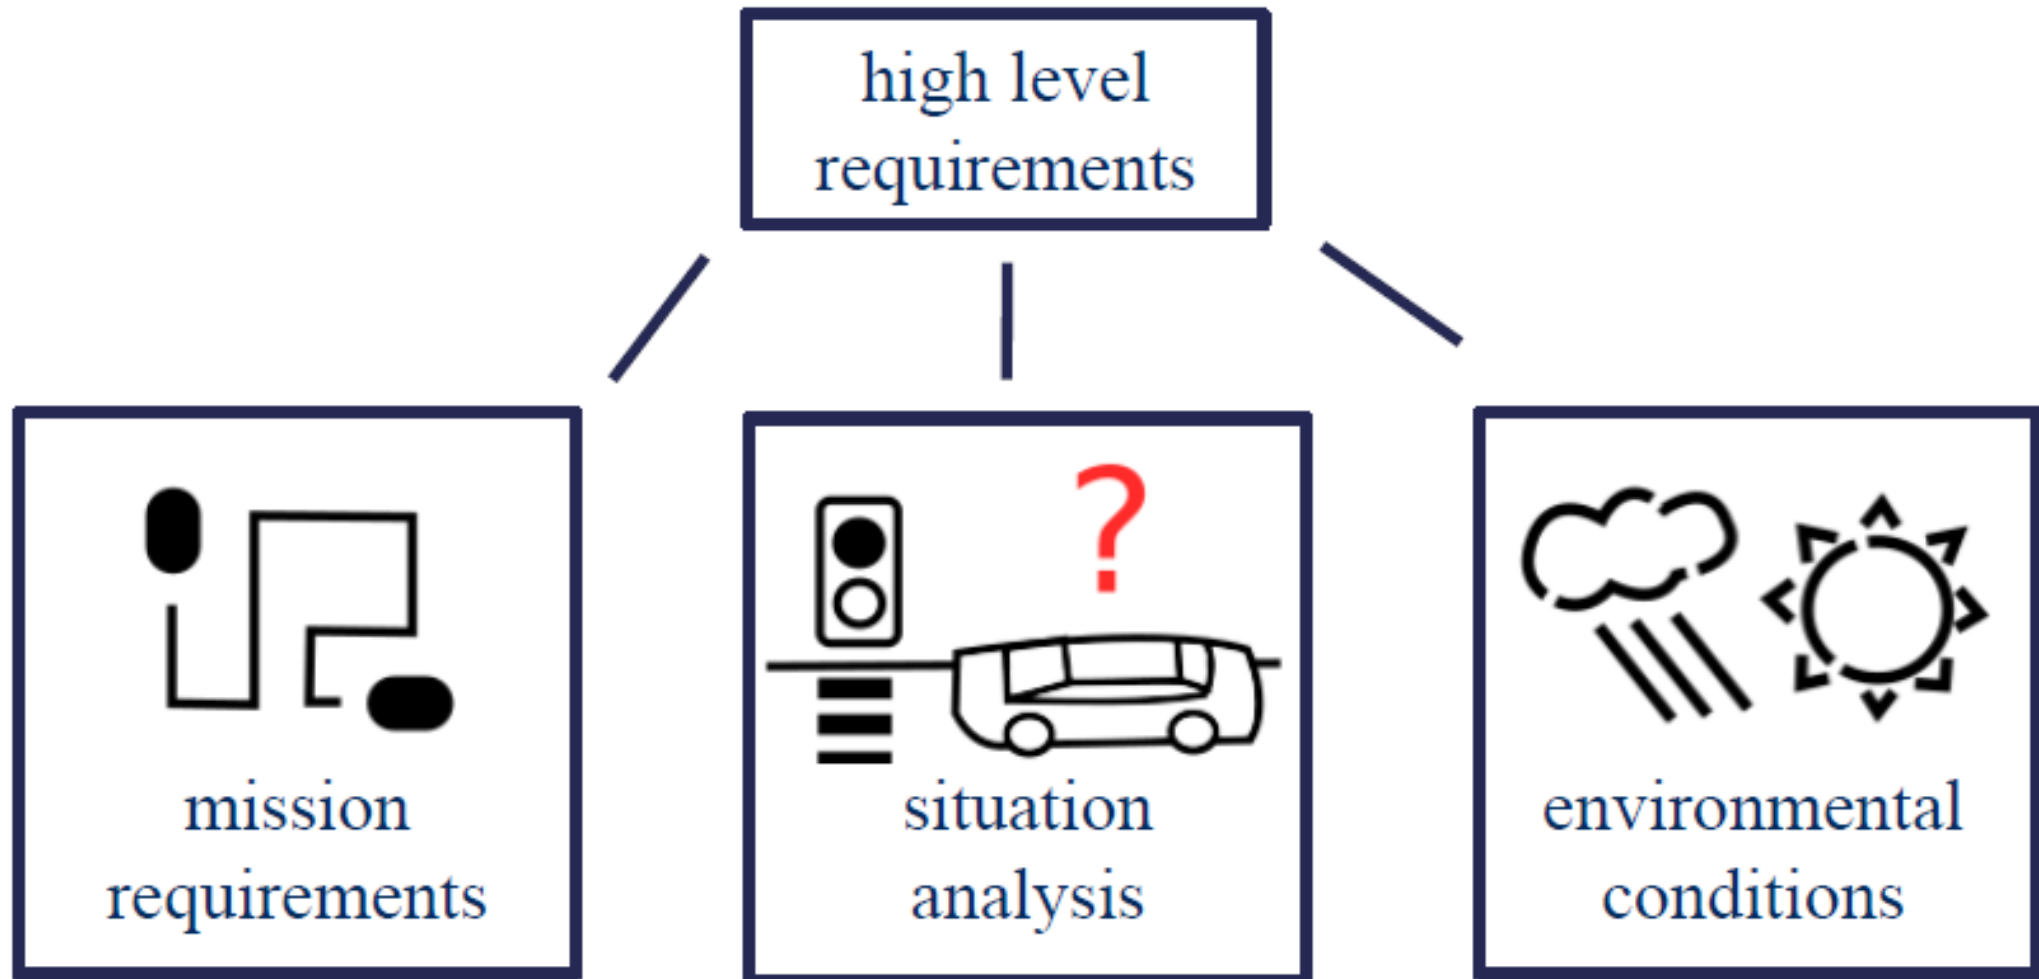 high level
requirements
?
mission
requirements
situation
analysis
environmental
conditions